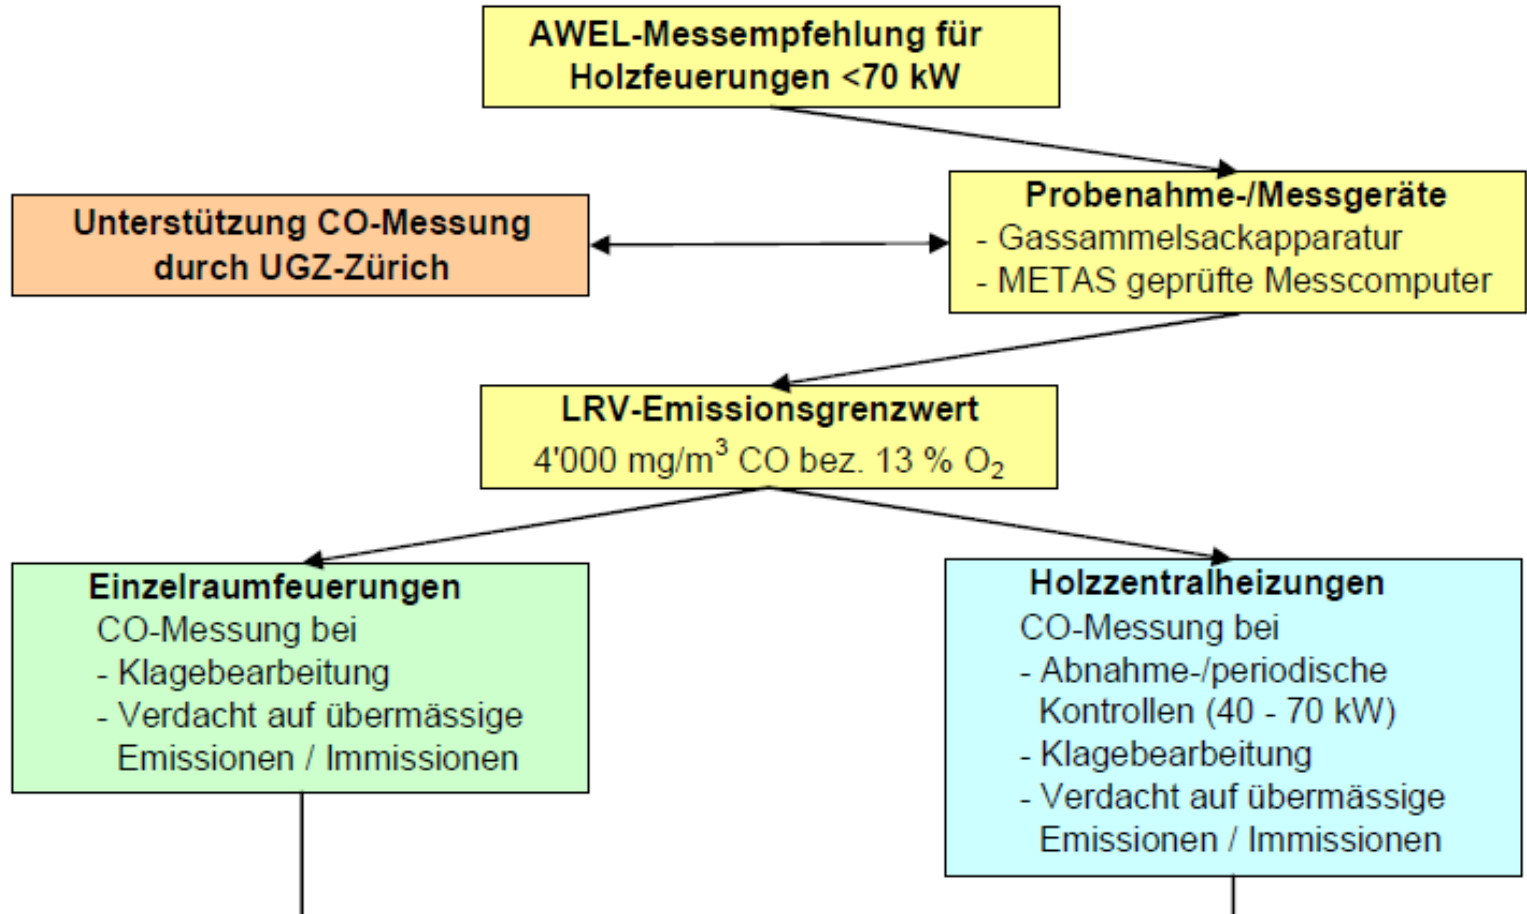 AWEL-Messempfehlung für
Holzfeuerungen <70 kW
Probenahme-/Messgeräte
- Gassammelsackapparatur
- METAS geprüfte Messcomputer
Unterstützung CO-Messung
durch UGZ-Zürich
LRV-Emissionsgrenzwert
4'000 mg/m³ CO bez. 13 % O₂
Einzelraumfeuerungen
CO-Messung bei
- Klagebearbeitung
- Verdacht auf übermässige
Emissionen / Immissionen
Holzzentralheizungen
CO-Messung bei
- Abnahme-/periodische
Kontrollen (40 - 70 kW)
- Klagebearbeitung
- Verdacht auf übermässige
Emissionen / Immissionen